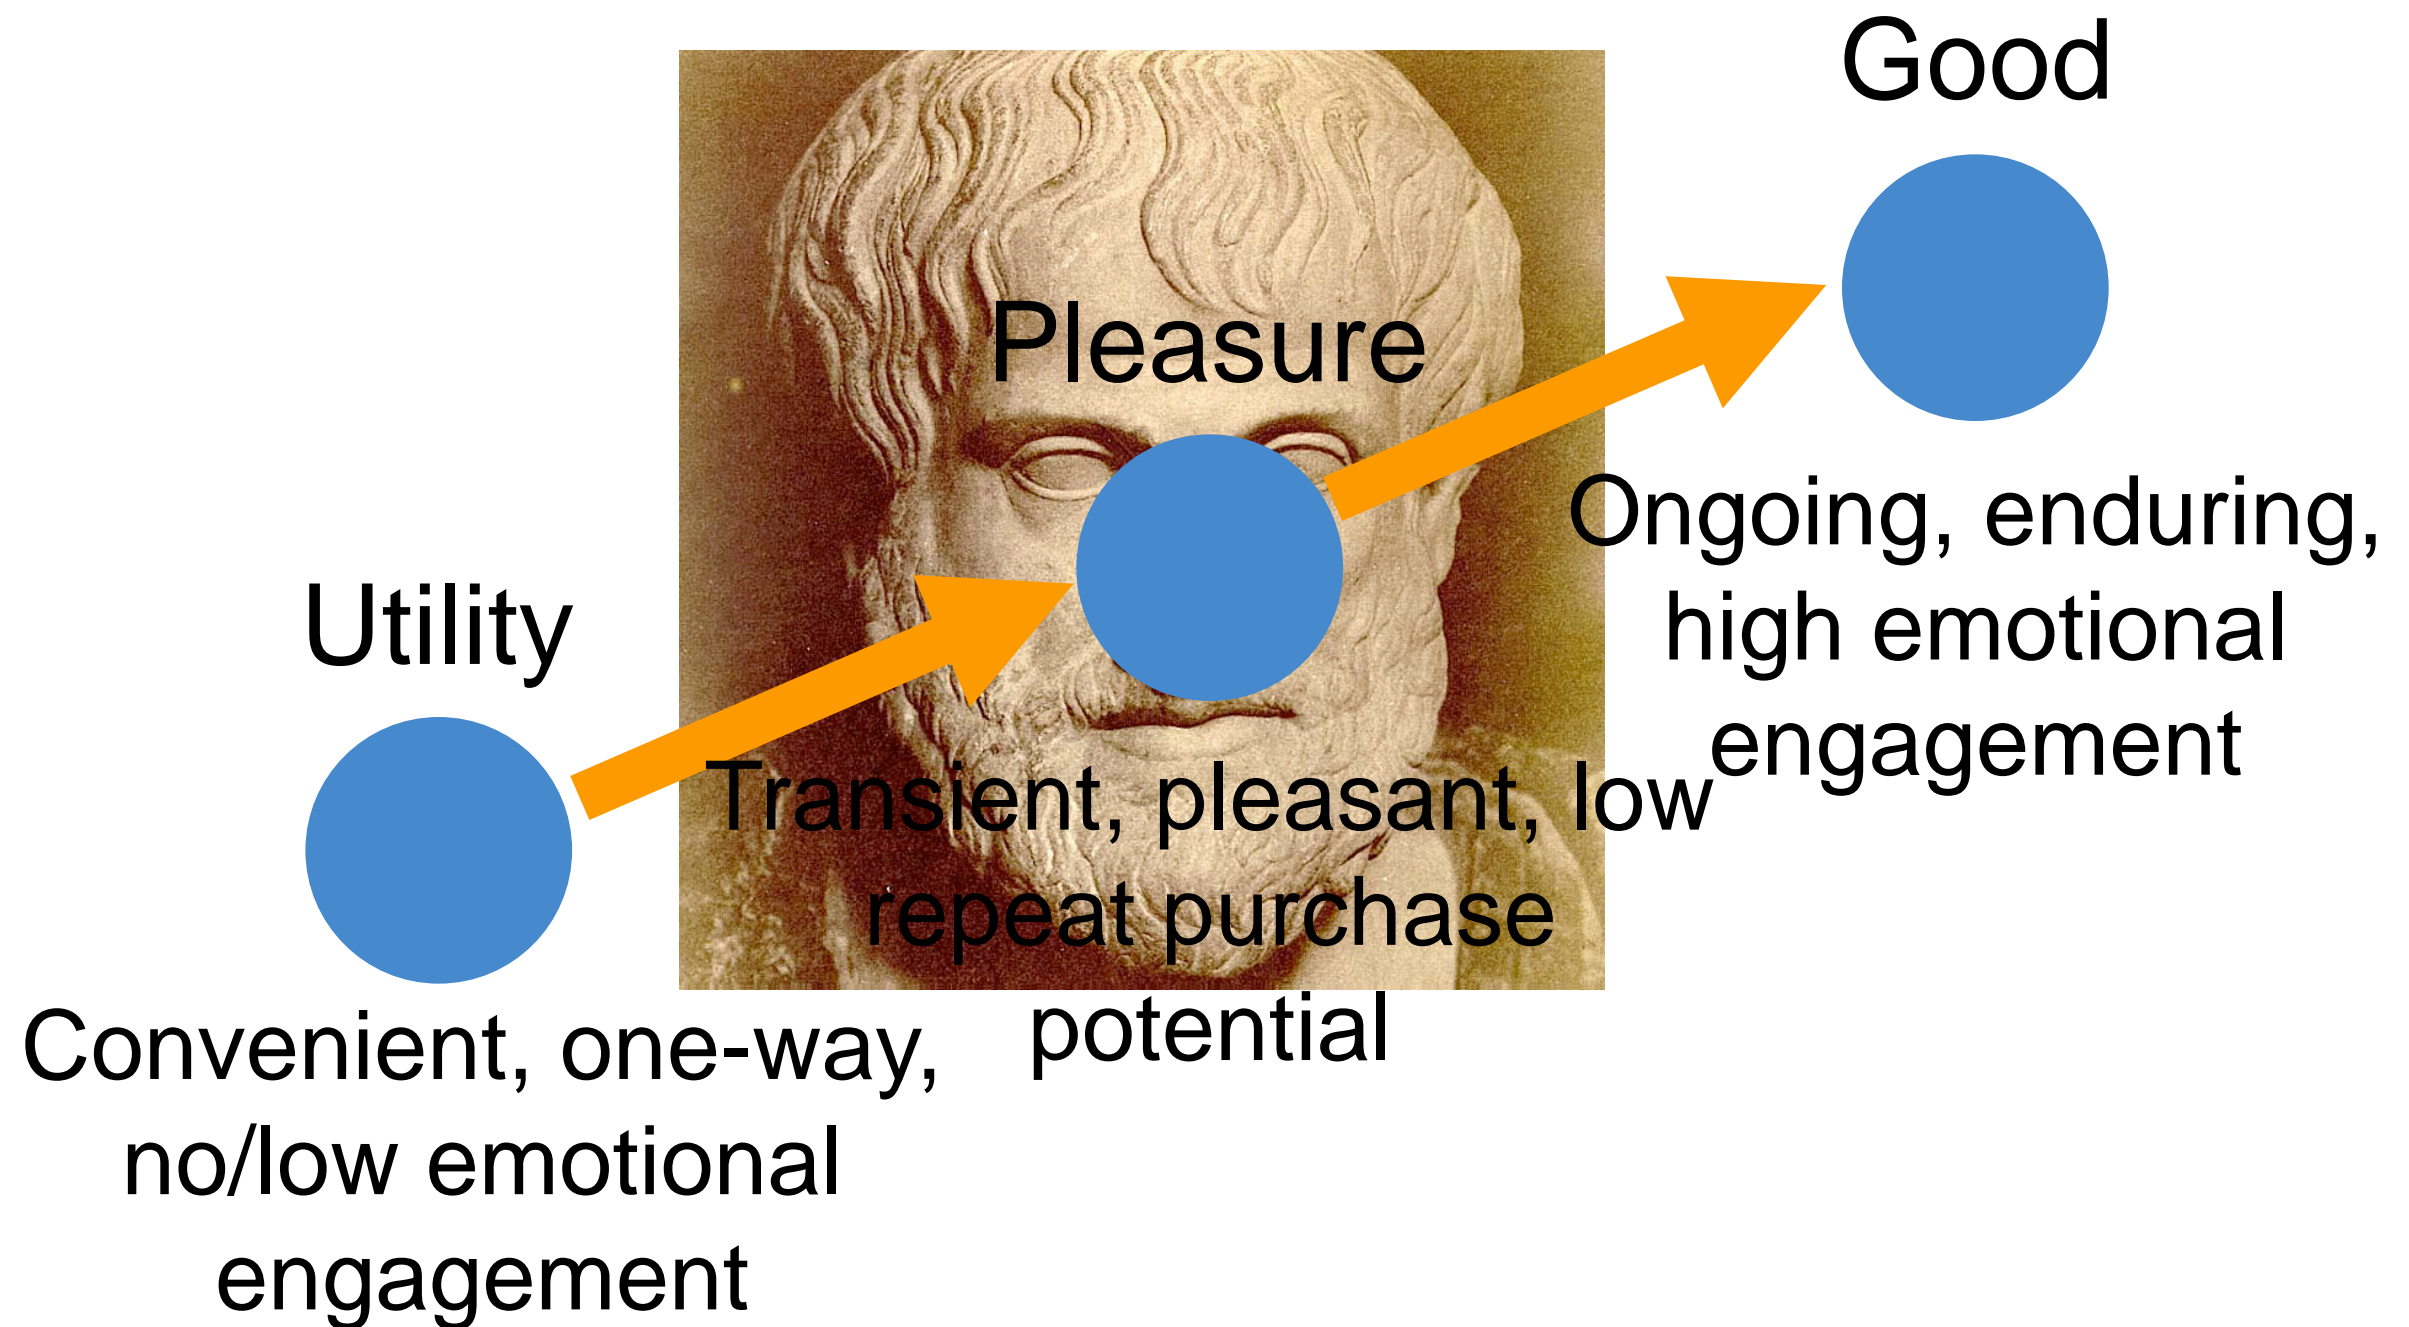 Utility
Convenient, one-way,
no/low emotional
engagement
Pleasure
Transient, pleasant, low
repeat purchase
potential
Good
Ongoing, enduring,
high emotional
engagement